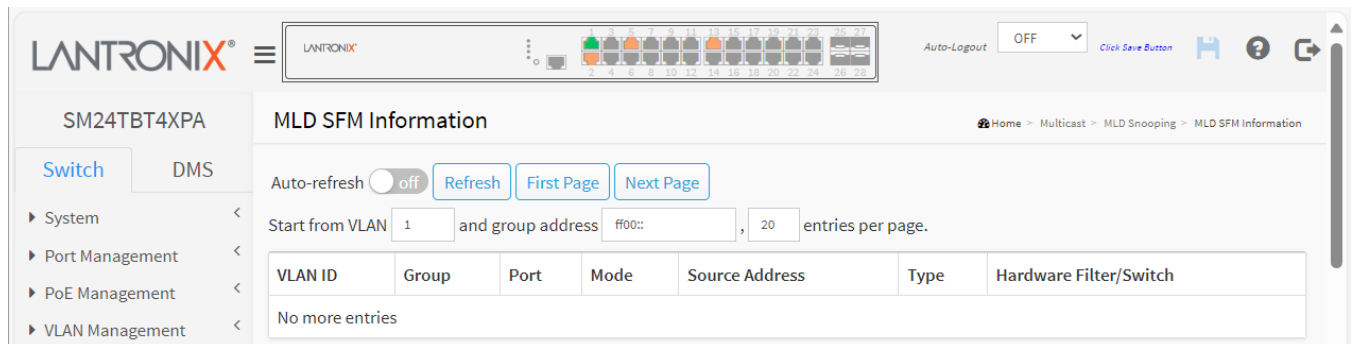 LANTRONIX®
LANTRONIX
1 3 5 7 9 11 13 15 17 19 21 23 25 27
2 4 6 8 10 12 14 16 18 20 22 24 26 28
Auto-Logout OFF Click Save Button
SM24TBT4XPA
MLD SFM Information
Home > Multicast > MLD Snooping > MLD SFM Information
Switch DMS
Auto-refresh off Refresh First Page Next Page
System
Start from VLAN 1 and group address ff00:: , 20 entries per page.
Port Management
VLAN ID Group Port Mode Source Address Type Hardware Filter/Switch
PoE Management
No more entries
VLAN Management